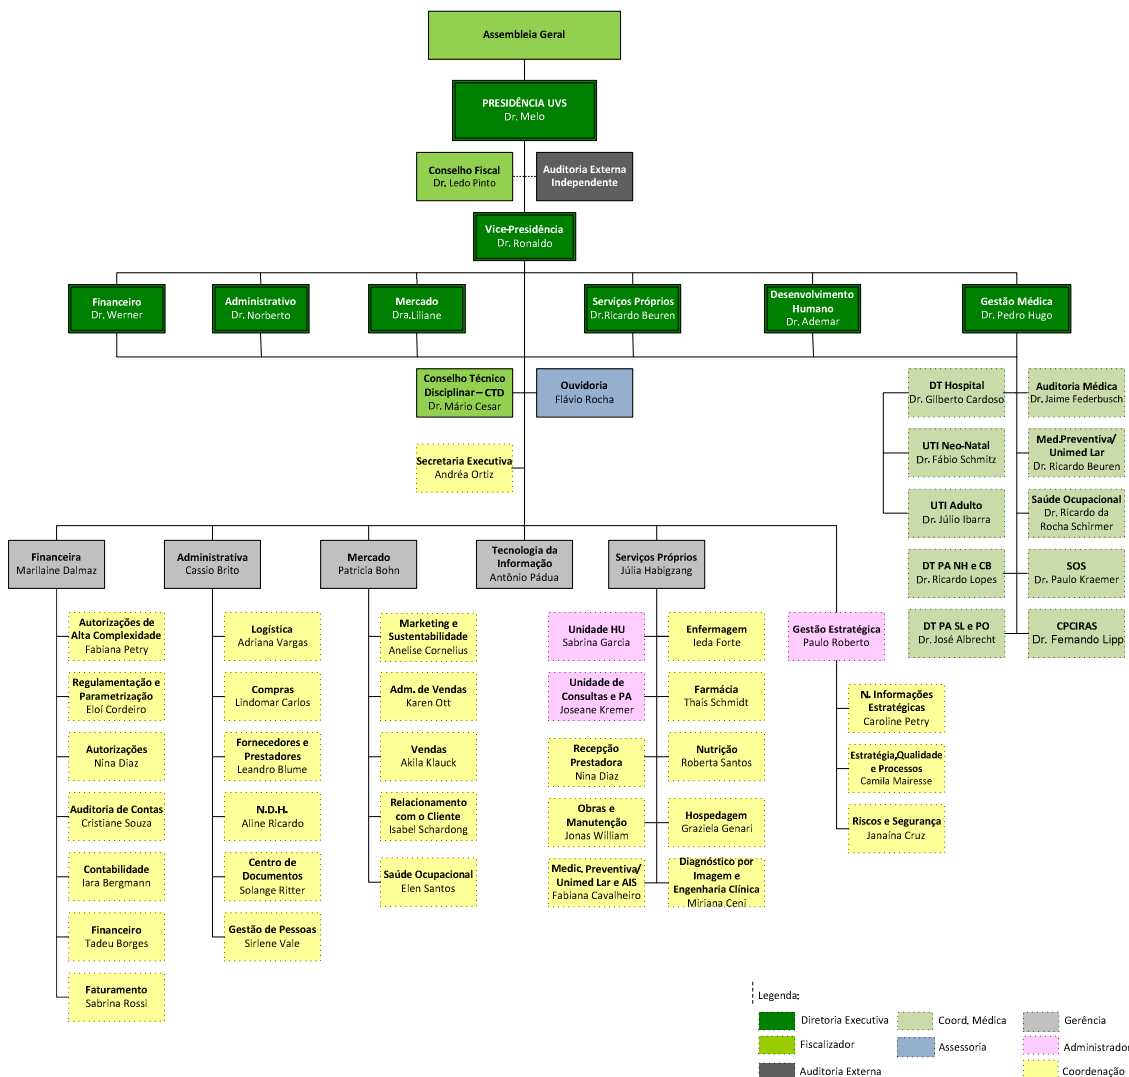 Assembleia Geral
PRESIDÊNCIA UVS
Dr. Melo
Conselho Fiscal
Dr. Ledo Pinto
Auditoria Externa
Independente
Vice-Presidência
Dr. Ronaldo
Financeiro
Dr. Werner
Administrativo
Dr. Norberto
Mercado
Dra.Liliane
Serviços Próprios
Dr.Ricardo Beuren
Desenvolvimento
Humano
Dr. Ademar
Gestão Médica
Dr. Pedro Hugo
Conselho Técnico
Disciplinar – CTD
Dr. Mário Cesar
Ouvidoria
Flávio Rocha
Secretaria Executiva
Andréa Ortiz
DT Hospital
Dr. Gilberto Cardoso
Auditoria Médica
Dr. Jaime Federbusch
UTI Neo-Natal
Dr. Fábio Schmitz
Med.Preventiva/
Unimed Lar
Dr. Ricardo Beuren
UTI Adulto
Dr. Júlio Ibarra
Saúde Ocupacional
Dr. Ricardo da
Rocha Schirmer
DT PA NH e CB
Dr. Ricardo Lopes
SOS
Dr. Paulo Kraemer
DT PA SL e PO
Dr. José Albrecht
CPCIRAS
Dr. Fernando Lipp
Financeira
Marilaine Dalmaz
Administrativa
Cassio Brito
Mercado
Patricia Bohn
Tecnologia da
Informação
Antônio Pádua
Serviços Próprios
Júlia Habigzang
Autorizações de
Alta Complexidade
Fabiana Petry
Regulamentação e
Parametrização
Eloí Cordeiro
Autorizações
Nina Diaz
Auditoria de Contas
Cristiane Souza
Contabilidade
Iara Bergmann
Financeiro
Tadeu Borges
Faturamento
Sabrina Rossi
Logística
Adriana Vargas
Compras
Lindomar Carlos
Fornecedores e
Prestadores
Leandro Blume
N.D.H.
Aline Ricardo
Centro de
Documentos
Solange Ritter
Gestão de Pessoas
Sirlene Vale
Marketing e
Sustentabilidade
Anelise Cornelius
Adm. de Vendas
Karen Ott
Vendas
Akila Klauck
Relacionamento
com o Cliente
Isabel Schardong
Saúde Ocupacional
Elen Santos
Unidade HU
Sabrina Garcia
Unidade de
Consultas e PA
Joseane Kremer
Recepção
Prestadora
Nina Diaz
Obras e
Manutenção
Jonas William
Medic. Preventiva/
Unimed Lar e AIS
Fabiana Cavalheiro
Enfermagem
Ieda Forte
Farmácia
Thaís Schmidt
Nutrição
Roberta Santos
Hospedagem
Graziela Genari
Diagnóstico por
Imagem e
Engenharia Clínica
Miriana Ceni
Gestão Estratégica
Paulo Roberto
N. Informações
Estratégicas
Caroline Petry
Estratégia,Qualidade
e Processos
Camila Mairesse
Riscos e Segurança
Janaína Cruz
Legenda:
Diretoria Executiva
Coord. Médica
Gerência
Fiscalizador
Assessoria
Administrador
Auditoria Externa
Coordenação